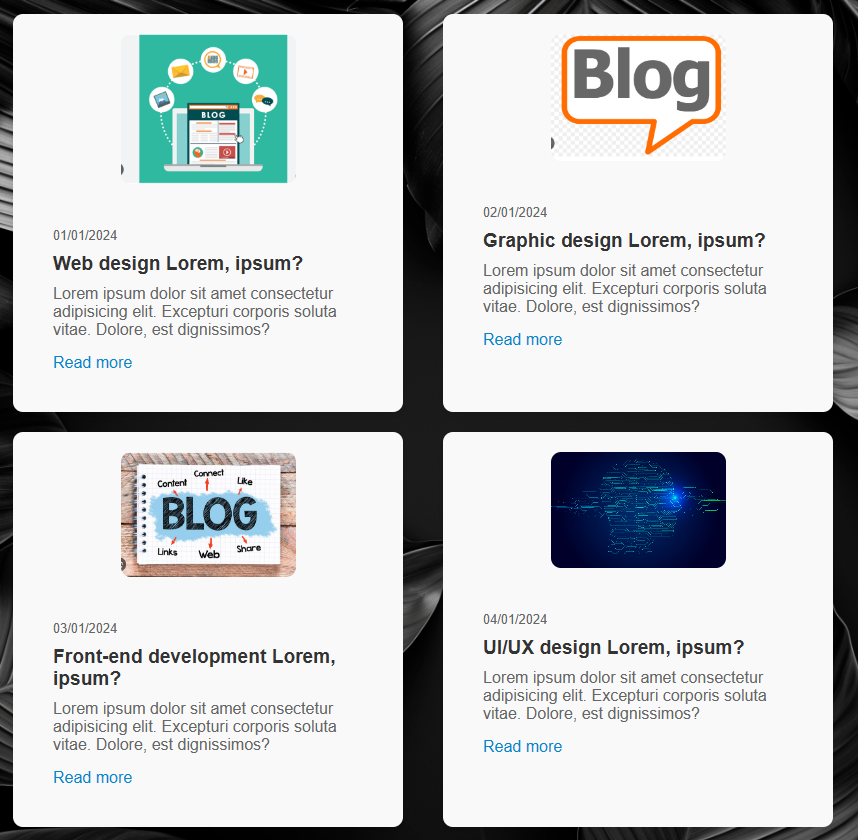 BLOG
01/01/2024
Web design Lorem, ipsum?
Lorem ipsum dolor sit amet consectetur
adipisicing elit. Excepturi corporis soluta
vitae. Dolore, est dignissimos?
Read more
Blog
02/01/2024
Graphic design Lorem, ipsum?
Lorem ipsum dolor sit amet consectetur
adipisicing elit. Excepturi corporis soluta
vitae. Dolore, est dignissimos?
Read more
Connect
Content
Like
BLOG
Links
Web
Share
03/01/2024
Front-end development Lorem,
ipsum?
Lorem ipsum dolor sit amet consectetur
adipisicing elit. Excepturi corporis soluta
vitae. Dolore, est dignissimos?
Read more
04/01/2024
UI/UX design Lorem, ipsum?
Lorem ipsum dolor sit amet consectetur
adipisicing elit. Excepturi corporis soluta
vitae. Dolore, est dignissimos?
Read more